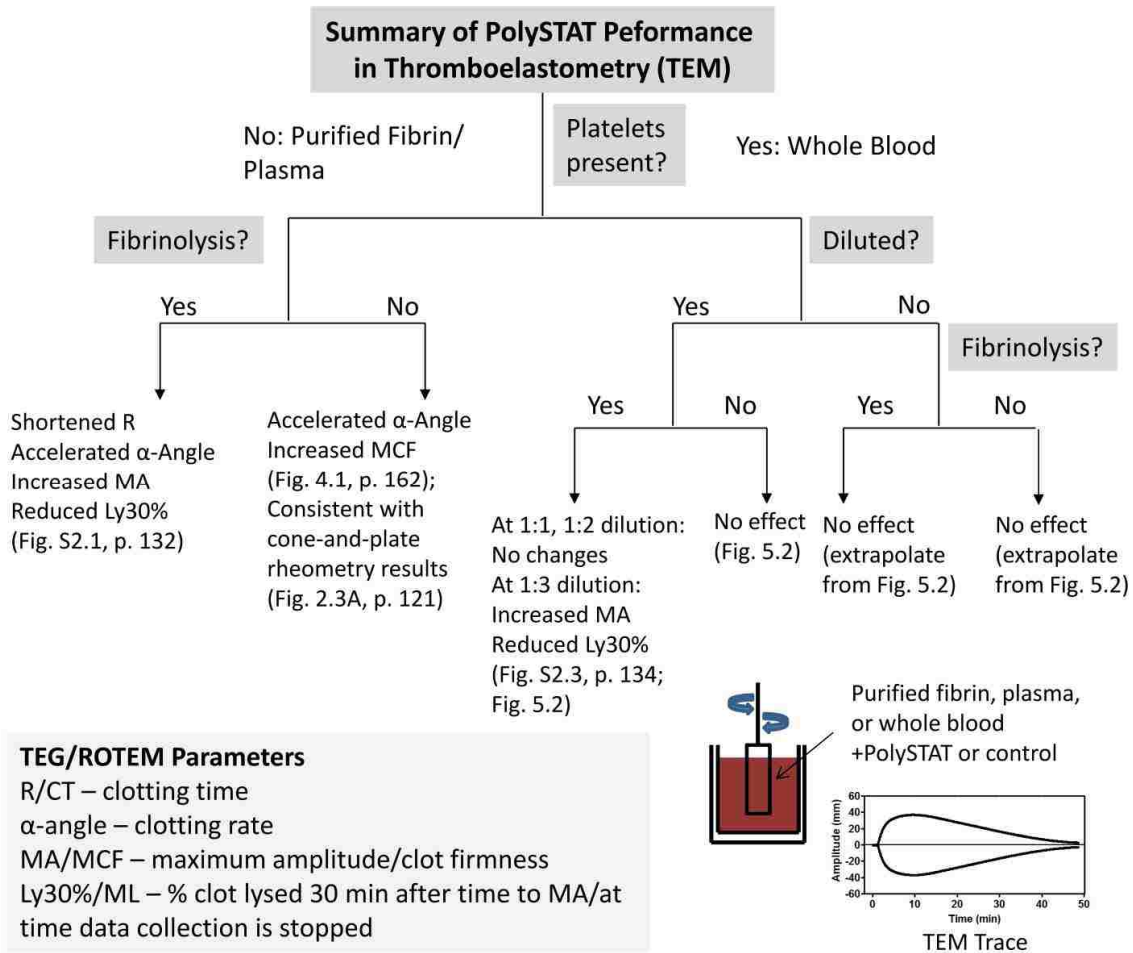 Summary of PolySTAT Peformance
in Thromboelastometry (TEM)
No: Purified Fibrin/
Plasma
Platelets
present?
Yes: Whole Blood
Fibrinolysis?
Diluted?
Yes
No
Yes
No
Fibrinolysis?
Yes
No
Yes
No
Shortened R
Accelerated α-Angle
Increased MA
Reduced Ly30%
(Fig. S2.1, p. 132)
Accelerated α-Angle
Increased MCF
(Fig. 4.1, p. 162);
Consistent with
cone-and-plate
rheometry results
(Fig. 2.3A, p. 121)
At 1:1, 1:2 dilution:
No changes
At 1:3 dilution:
Increased MA
Reduced Ly30%
(Fig. S2.3, p. 134;
Fig. 5.2)
No effect
(Fig. 5.2)
No effect
(extrapolate
from Fig. 5.2)
No effect
(extrapolate
from Fig. 5.2)
TEG/ROTEM Parameters
R/CT – clotting time
α-angle – clotting rate
MA/MCF – maximum amplitude/clot firmness
Ly30%/ML – % clot lysed 30 min after time to MA/at
time data collection is stopped
Purified fibrin, plasma,
or whole blood
+PolySTAT or control
Amplitude (mm)
60
40
20
0
-20
-40
-60
0 10 20 30 40 50
Time (min)
TEM Trace